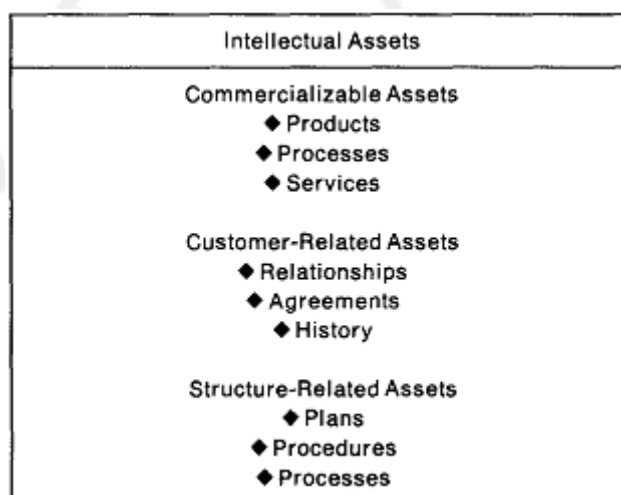 Intellectual Assets
Commercializable Assets
◆ Products
◆ Processes
◆ Services
Customer-Related Assets
◆ Relationships
◆ Agreements
◆ History
Structure-Related Assets
◆ Plans
◆ Procedures
◆ Processes